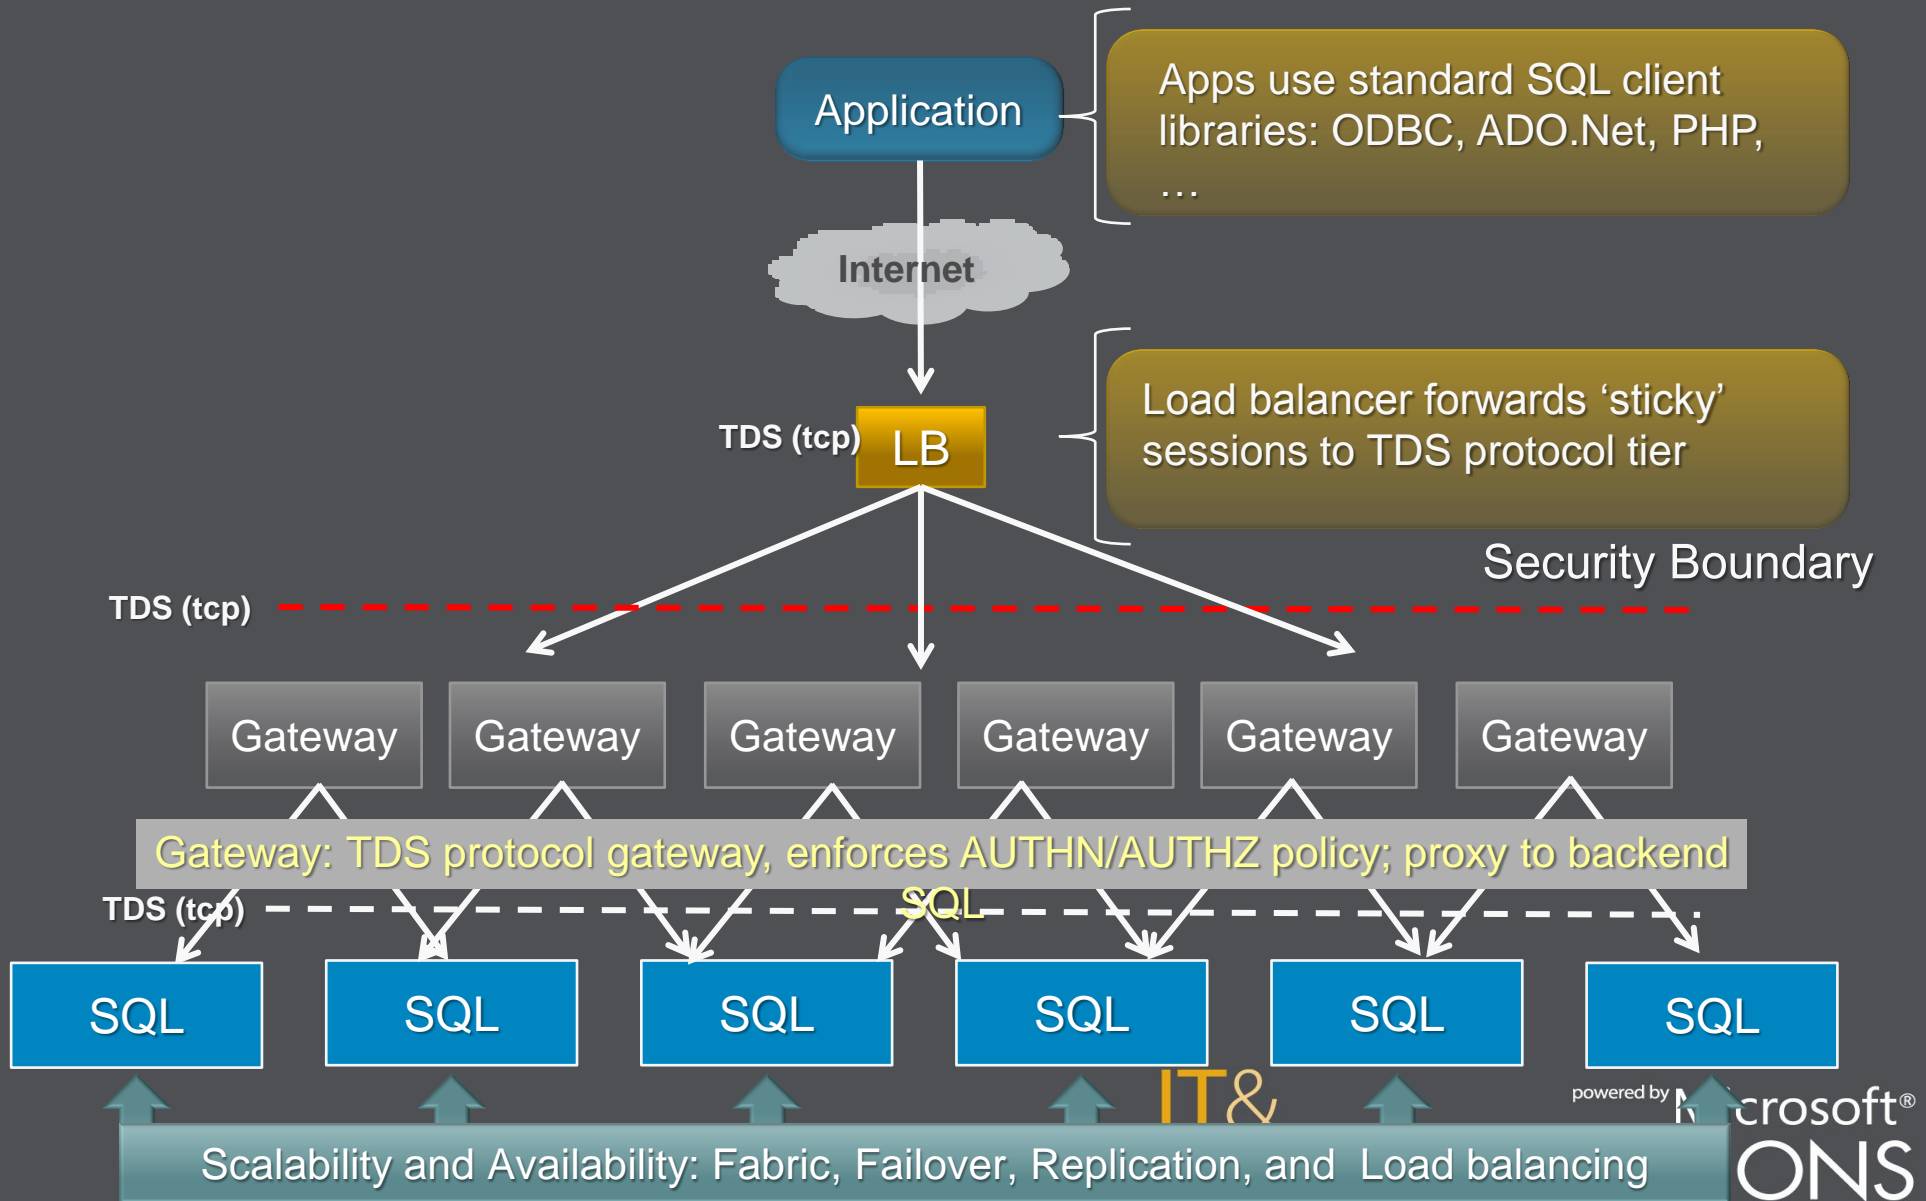 Application
Apps use standard SQL client
libraries: ODBC, ADO.Net, PHP,
…
Internet
TDS (tcp)
LB
Load balancer forwards ‘sticky’
sessions to TDS protocol tier
Security Boundary
TDS (tcp)
Gateway
Gateway
Gateway
Gateway
Gateway
Gateway
Gateway: TDS protocol gateway, enforces AUTHN/AUTHZ policy; proxy to backend
SQL
TDS (tcp)
SQL
SQL
SQL
SQL
SQL
SQL
IT&
powered by
Scalability and Availability: Fabric, Failover, Replication, and Load balancing